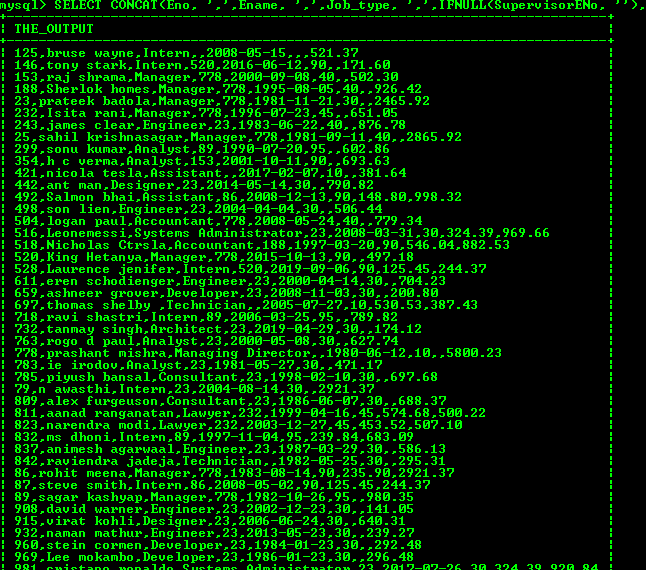 mysql> SELECT CONCAT(Eno, ',',Ename, ',',Job_type, ',',IFNULL(SupervisorENo, ''),
THE_OUTPUT
125,bruse wayne,Intern,,2008-05-15,,,521.37
146,tony stark,Intern,520,2016-06-12,90,,171.60
153,raj shrama,Manager,778,2000-09-08,40,,502.30
188,Sherlok homes,Manager,778,1995-08-05,40,,926.42
23,prateek badola,Manager,778,1981-11-21,30,,2465.92
232,Isita rani,Manager,778,1996-07-23,45,,651.05
243,james clear,Engineer,23,1983-06-22,40,,876.78
25,sahil krishnasagar,Manager,778,1981-09-11,40,,2865.92
299,sonu kumar,Analyst,89,1990-07-20,95,,602.86
354,h c verma,Analyst,153,2001-10-11,90,,693.63
421,nicola tesla,Assistant,,2017-02-07,10,,381.64
442,ant man,Designer,23,2014-05-14,30,,790.82
492,Salmon bhai,Assistant,86,2008-12-13,90,148.80,998.32
498,son lien,Engineer,23,2004-04-04,30,,506.44
504,logan paul,Accountant,778,2008-05-24,40,,779.34
516,Leonemessi,Systems Administrator,23,2008-03-31,30,324.39,969.66
518,Nicholas Ctrsla,Accountant,188,1997-03-20,90,546.04,882.53
520,King Hetanya,Manager,778,2015-10-13,90,,497.18
528,Laurence jenifer,Intern,520,2019-09-06,90,125.45,244.37
611,eren schodienger,Engineer,23,2000-04-14,30,,704.23
659,ashneer grover,Developer,23,2008-11-03,30,,200.80
697,thomas shelby ,Technician,,2005-07-27,10,530.53,387.43
718,ravi shastri,Intern,89,2006-03-25,95,,789.82
732,tanmay singh,Architect,23,2019-04-29,30,,174.12
763,rogo d paul,Analyst,23,2000-05-08,30,,627.74
778,prashant mishra,Managing Director,,1980-06-12,10,,5800.23
783,ie irodov,Analyst,23,1981-05-27,30,,471.17
785,piyush bansal,Consultant,23,1998-02-10,30,,697.68
79,n awasthi,Intern,23,2004-08-14,30,,2921.37
809,alex furgeuson,Consultant,23,1986-06-07,30,,688.37
811,aanad ranganatan,Lawyer,232,1999-04-16,45,574.68,500.22
823,narendra modi,Lawyer,232,2003-12-27,45,453.52,507.10
832,ms dhoni,Intern,89,1997-11-04,95,239.84,683.09
837,animesh agarwaal,Engineer,23,1987-03-29,30,,586.13
842,raviendra jadeja,Technician,,1982-05-25,30,,295.31
86,rohit meena,Manager,778,1983-08-14,90,235.90,2921.37
87,steve smith,Intern,86,2008-05-02,90,125.45,244.37
89,sagar kashyap,Manager,778,1982-10-26,95,,980.35
908,david warner,Engineer,23,2002-12-23,30,,141.05
915,virat kohli,Designer,23,2006-06-24,30,,640.31
932,naman mathur,Engineer,23,2013-05-23,30,,239.27
960,stein cormen,Developer,23,1984-01-23,30,,292.48
969,Lee mokambo,Developer,23,1986-01-23,30,,296.48
981,cristano ronaldo,Systems Administrator,23,2017-07-26,30,324.39,920.84